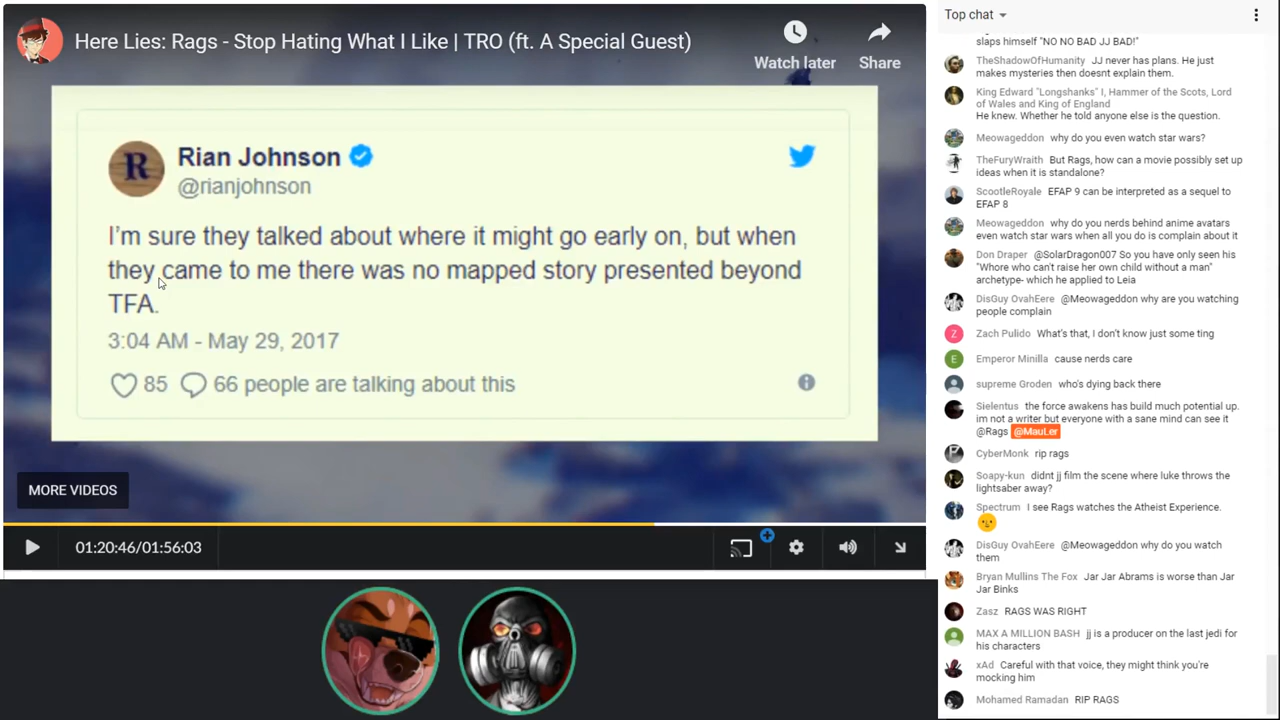 Here Lies: Rags - Stop Hating What I Like | TRO (ft. A Special Guest)
Watch later
Share
R
Rian Johnson
@rianjohnson
I'm sure they talked about where it might go early on, but when
they came to me there was no mapped story presented beyond
TFA.
3:04 AM - May 29, 2017
85 66 people are talking about this
MORE VIDEOS
01:20:46/01:56:03
Top chat
slaps himself "NO NO BAD JJ BAD!"
TheShadowOfHumanity JJ never has plans. He just
makes mysteries then doesnt explain them.
King Edward "Longshanks" I, Hammer of the Scots, Lord
of Wales and King of England
He knew. Whether he told anyone else is the question.
Meowageddon why do you even watch star wars?
TheFuryWraith But Rags, how can a movie possibly set up
ideas when it is standalone?
ScootleRoyale EFAP 9 can be interpreted as a sequel to
EFAP 8
Meowageddon why do you nerds behind anime avatars
even watch star wars when all you do is complain about it
Don Draper @SolarDragon007 So you have only seen his
"Whore who can't raise her own child without a man"
archetype- which he applied to Leia
DisGuy OvahEere @Meowageddon why are you watching
people complain
Z
Zach Pulido What's that, I don't know just some ting
E
Emperor Minilla cause nerds care
supreme Groden who's dying back there
Sielentus the force awakens has build much potential up.
im not a writer but everyone with a sane mind can see it
@Rags @MauLer
CyberMonk rip rags
Soapy-kun didnt jj film the scene where luke throws the
lightsaber away?
Spectrum I see Rags watches the Atheist Experience.
DisGuy OvahEere @Meowageddon why do you watch
them
Bryan Mullins The Fox Jar Jar Abrams is worse than Jar
Jar Binks
Zasz RAGS WAS RIGHT
MAX A MILLION BASH jj is a producer on the last jedi for
his characters
xAd Careful with that voice, they might think you're
mocking him
Mohamed Ramadan RIP RAGS